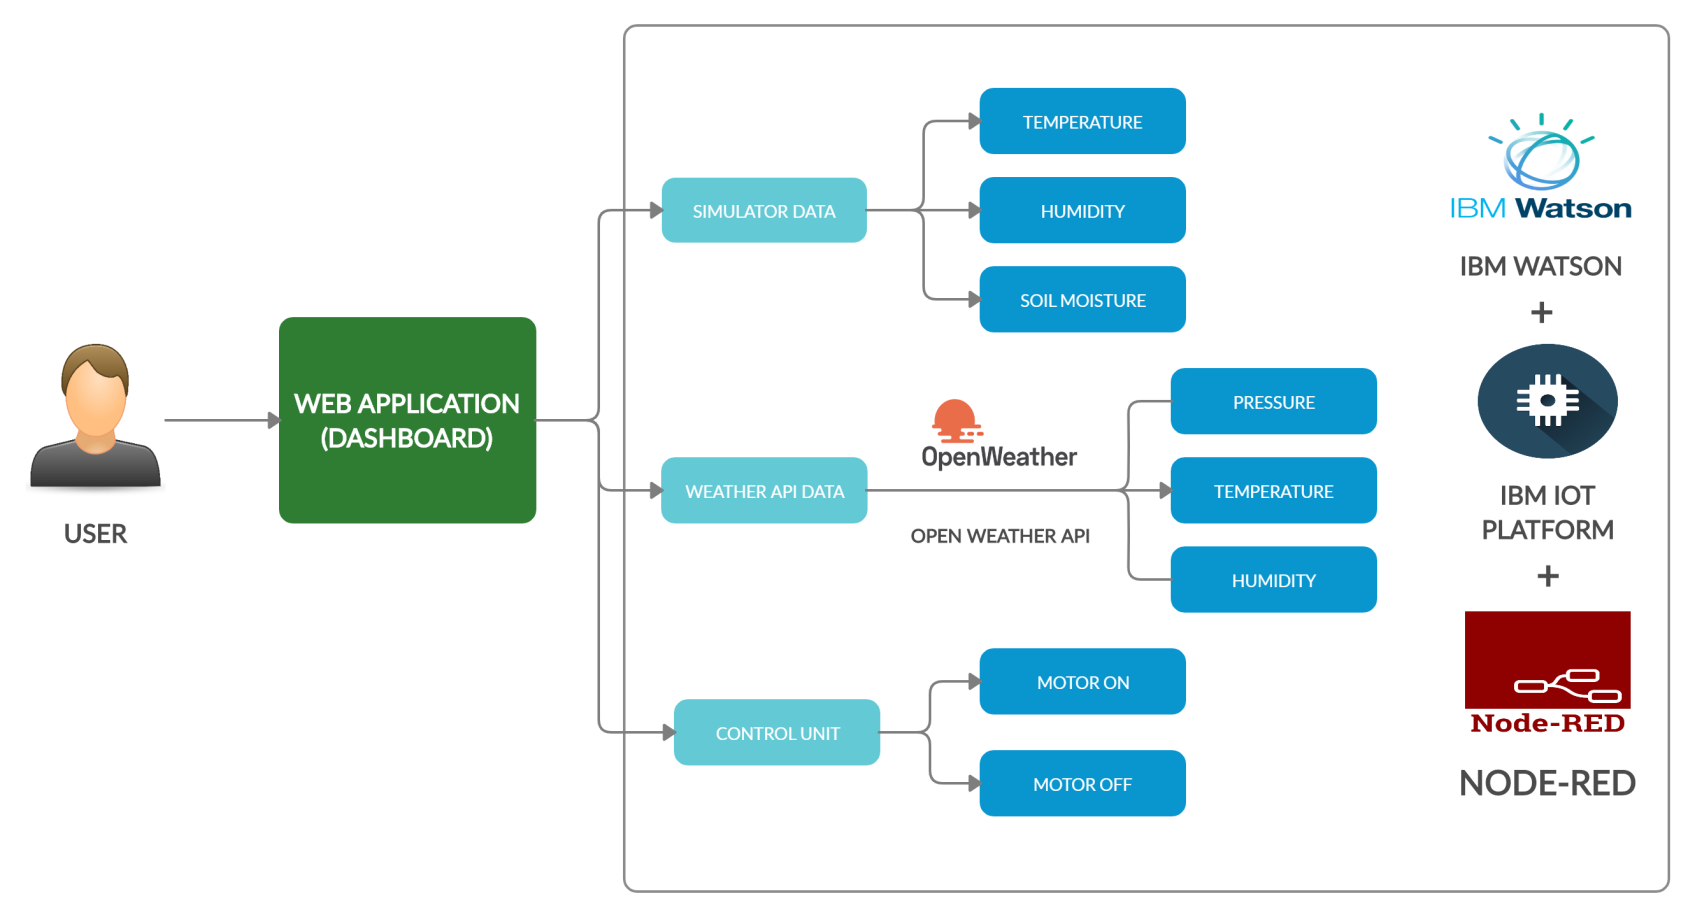 USER
WEB APPLICATION
(DASHBOARD)
SIMULATOR DATA
TEMPERATURE
HUMIDITY
SOIL MOISTURE
WEATHER API DATA
OpenWeather
OPEN WEATHER API
PRESSURE
TEMPERATURE
HUMIDITY
CONTROL UNIT
MOTOR ON
MOTOR OFF
IBM Watson
IBM WATSON
+
IBM IOT
PLATFORM
+
Node-RED
NODE-RED